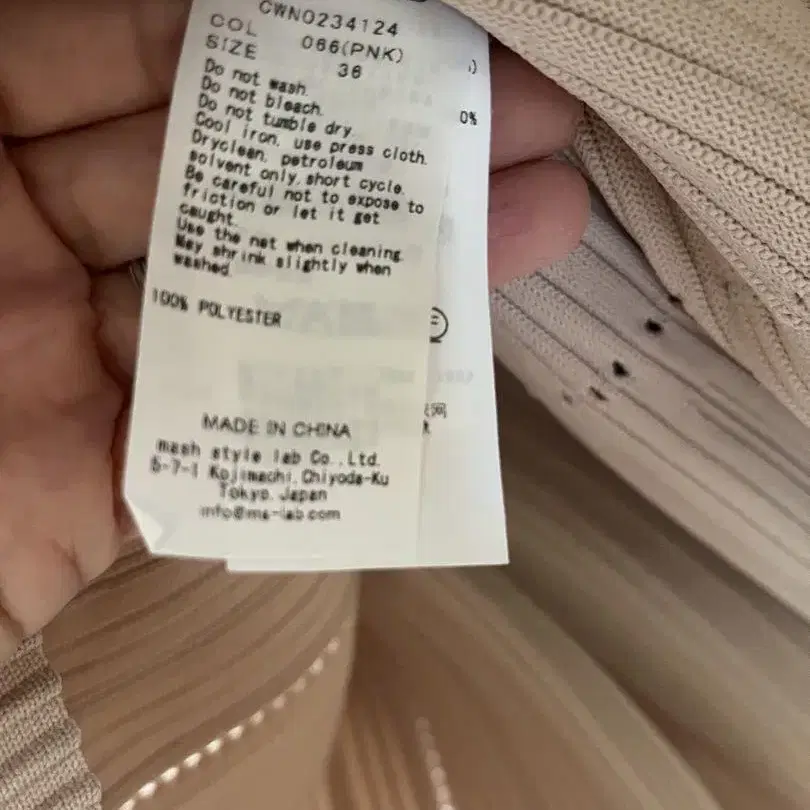 CWNO234124
COL 066(PNK)
SIZE 36
Do not wash.
Do not bleach.
Do not tumble dry.
Cool iron, use press cloth.
Dryclean, petroleum
solvent only, short cycle.
Be careful not to expose to
friction or let it get
caught.
Use the net when cleaning.
May shrink slightly when
washed.
100% POLYESTER
MADE IN CHINA
mash style lab Co.,Ltd.
5-7-1 Kojimachi,Chiyoda-Ku
Tokyo,Japan
info@ms-lab.com
)
0%
F
网